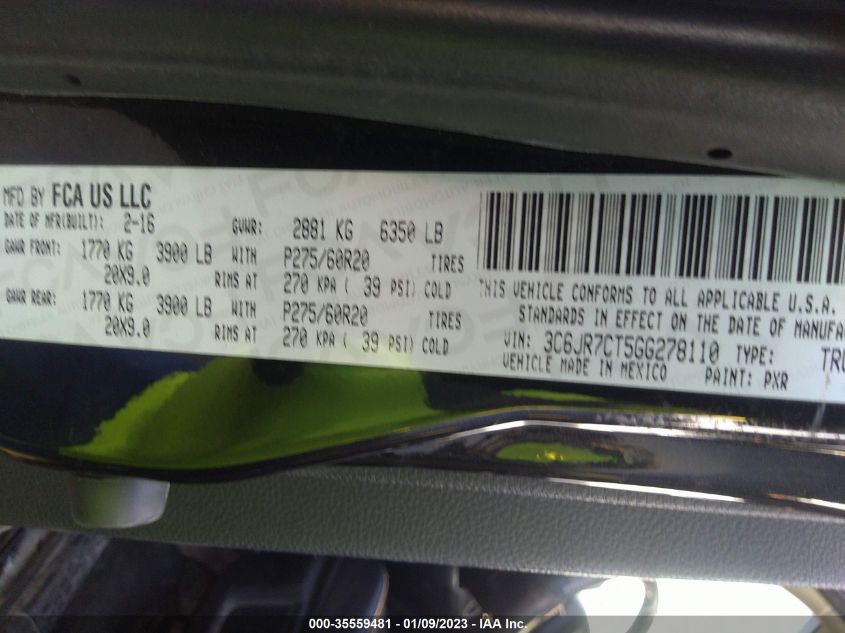 MFD BY FCA US LLC
DATE OF MFR(BUILT): 2-16 GVWR: 2881 KG 6350 LB
GAWR FRONT: 1770 KG 3900 LB WITH P275/60R20 TIRES
20X9.0 RIMS AT 270 KPA ( 39 PSI) COLD
GAWR REAR: 1770 KG 3900 LB WITH P275/60R20 TIRES
20X9.0 RIMS AT 270 KPA ( 39 PSI) COLD
THIS VEHICLE CONFORMS TO ALL APPLICABLE U.S.A.
STANDARDS IN EFFECT ON THE DATE OF MANUFA
VIN: 3C6JR7CT5GG278110 TYPE: TRU
VEHICLE MADE IN MEXICO PAINT: PXR
000-35559481 - 01/09/2023 - IAA Inc.